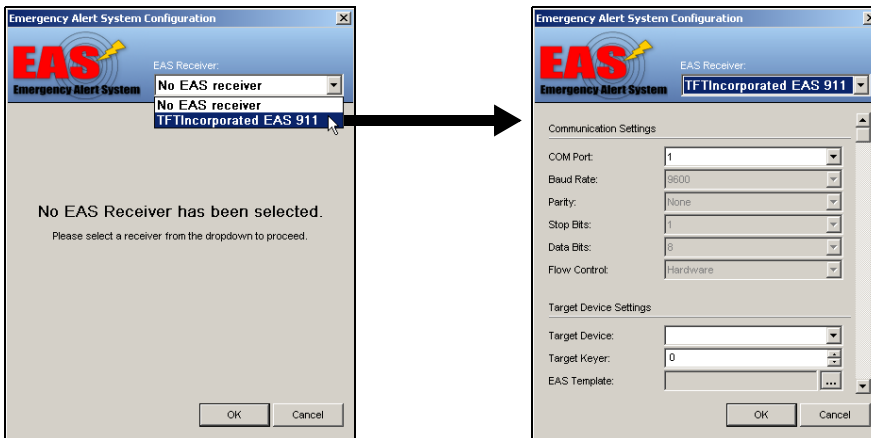 Emergency Alert System Configuration
EAS
Emergency Alert System
EAS Receiver:
No EAS receiver
No EAS receiver
TFTIncorporated EAS 911
No EAS Receiver has been selected.
Please select a receiver from the dropdown to proceed.
OK Cancel
Emergency Alert System Configuration
EAS
Emergency Alert System
EAS Receiver:
TFTIncorporated EAS 911
Communication Settings
COM Port: 1
Baud Rate: 9600
Parity: None
Stop Bits: 1
Data Bits: 8
Flow Control: Hardware
Target Device Settings
Target Device:
Target Keyer: 0
EAS Template: ...
OK Cancel